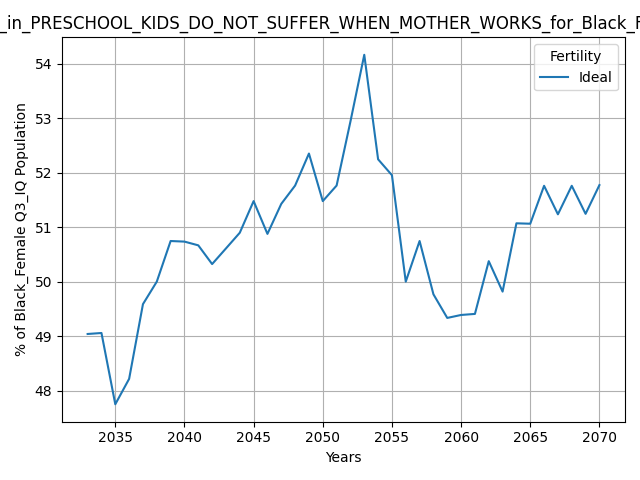 _in_PRESCHOOL_KIDS_DO_NOT_SUFFER_WHEN_MOTHER_WORKS_for_Black_F
Fertility
Ideal
% of Black_Female Q3_IQ Population
54
53
52
51
50
49
48
2035 2040 2045 2050 2055 2060 2065 2070
Years